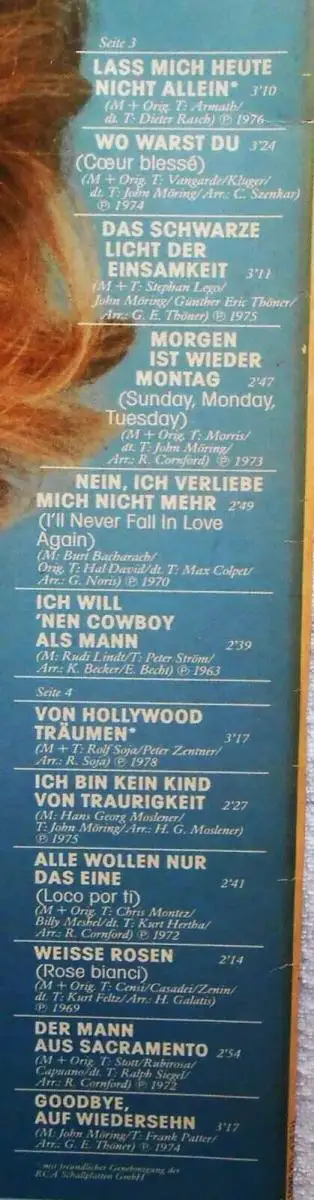 Seite 3
LASS MICH HEUTE
NICHT ALLEIN* 3'10
(M + Orig. T: Armath/
dt. T: Dieter Rasch) ℗ 1976
WO WARST DU 3'24
(Cœur blessé)
(M + Orig. T: Vangarde/Kluger/
dt. T: John Möring/Arr.: C. Szenkar)
℗ 1974
DAS SCHWARZE
LICHT DER
EINSAMKEIT 3'11
(M + T: Stephan Lego/
John Möring/Günther Eric Thöner/
Arr.: G. E. Thöner) ℗ 1975
MORGEN
IST WIEDER
MONTAG 2'47
(Sunday, Monday,
Tuesday)
(M + Orig. T: Morris/
dt. T: John Möring/
Arr.: R. Cornford) ℗ 1973
NEIN, ICH VERLIEBE
MICH NICHT MEHR 2'49
(I'll Never Fall In Love
Again)
(M: Burt Bacharach/
Orig. T: Hal David/dt. T: Max Colpet/
Arr.: G. Noris) ℗ 1970
ICH WILL
'NEN COWBOY
ALS MANN 2'39
(M: Rudi Lindt/T: Peter Ström/
Arr.: K. Becker/E. Becht) ℗ 1963
Seite 4
VON HOLLYWOOD
TRÄUMEN* 3'17
(M + T: Rolf Soja/Peter Zentner/
Arr.: R. Soja) ℗ 1978
ICH BIN KEIN KIND
VON TRAURIGKEIT 2'27
(M: Hans Georg Moslener/
T: John Möring/Arr.: H. G. Moslener)
℗ 1975
ALLE WOLLEN NUR
DAS EINE 2'41
(Loco por ti)
(M + Orig. T: Chris Montez/
Billy Meshel/dt. T: Kurt Hertha/
Arr.: R. Cornford) ℗ 1972
WEISSE ROSEN 2'14
(Rose bianci)
(M + Orig. T: Censi/Casadei/Zenin/
dt. T: Kurt Feltz/Arr.: H. Galatis)
℗ 1969
DER MANN
AUS SACRAMENTO 2'54
(M + Orig. T: Stott/Rubirosa/
Capuano/dt. T: Ralph Siegel/
Arr.: R. Cornford) ℗ 1972
GOODBYE,
AUF WIEDERSEHN 3'17
(M: John Möring/T: Frank Patter/
Arr.: G. E. Thöner) ℗ 1974
*mit freundlicher Genehmigung der
RCA Schallplatten GmbH